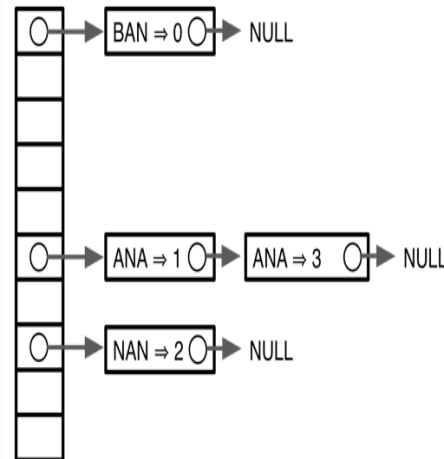 BAN ⇒ 0 NULL
ANA ⇒ 1 ANA ⇒ 3 NULL
NAN ⇒ 2 NULL